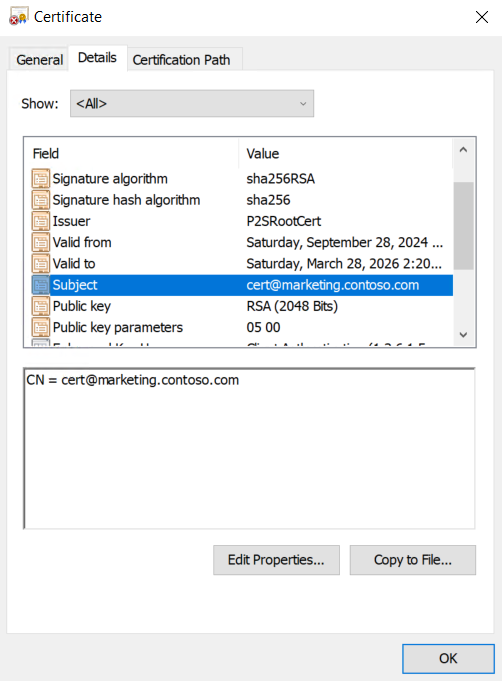 Certificate
General Details Certification Path
Show: <All>
Field Value
Signature algorithm sha256RSA
Signature hash algorithm sha256
Issuer P2SRootCert
Valid from Saturday, September 28, 2024 ...
Valid to Saturday, March 28, 2026 2:20...
Subject cert@marketing.contoso.com
Public key RSA (2048 Bits)
Public key parameters 05 00
CN = cert@marketing.contoso.com
Edit Properties... Copy to File...
OK